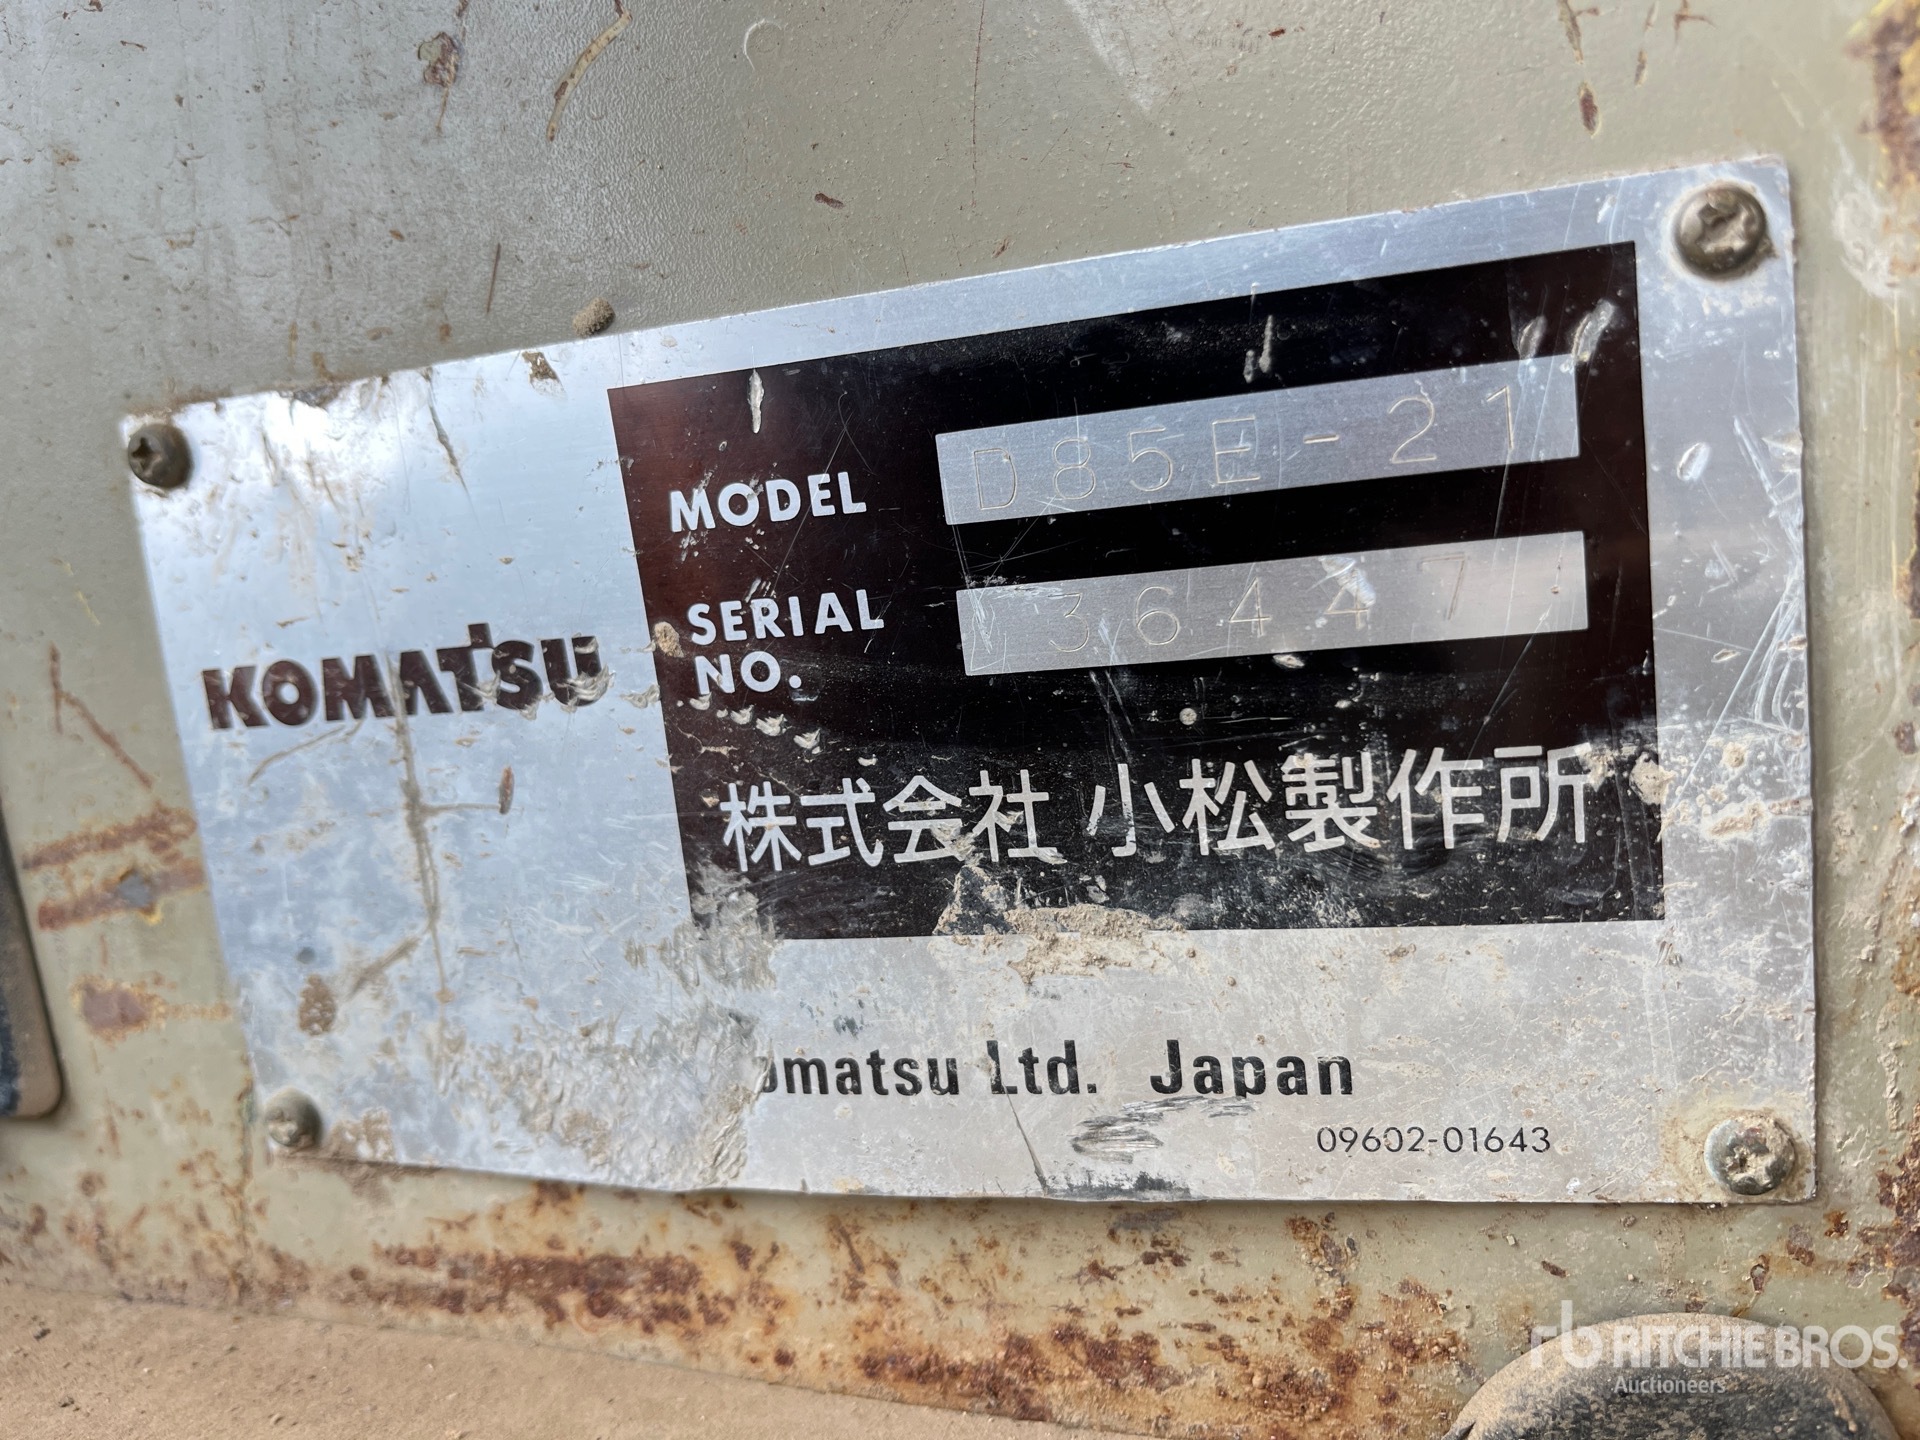 KOMATSU
MODEL D85E-21
SERIAL NO. 36447
株式会社 小松製作所
omatsu Ltd. Japan
09602-01643
rb RITCHIE BROS.
Auctioneers